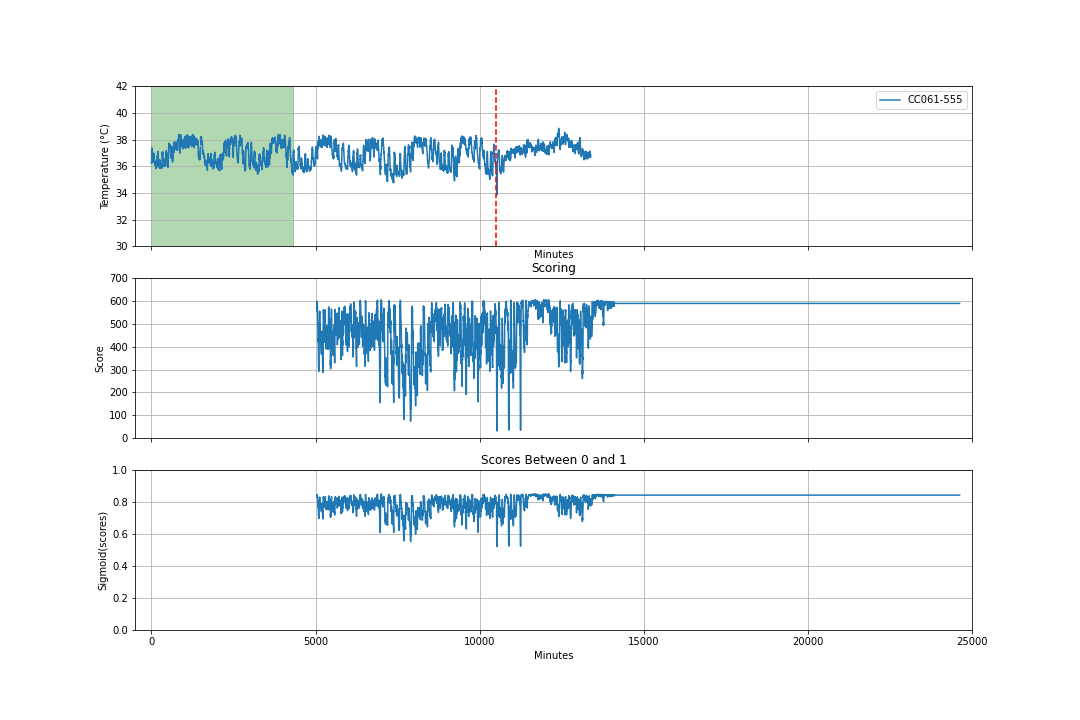 42
40
38
36
34
32
30
Temperature (°C)
CC061-555
Minutes
Scoring
700
600
500
400
300
200
100
0
Score
Scores Between 0 and 1
1.0
0.8
0.6
0.4
0.2
0.0
Sigmoid(scores)
0 5000 10000 15000 20000 25000
Minutes